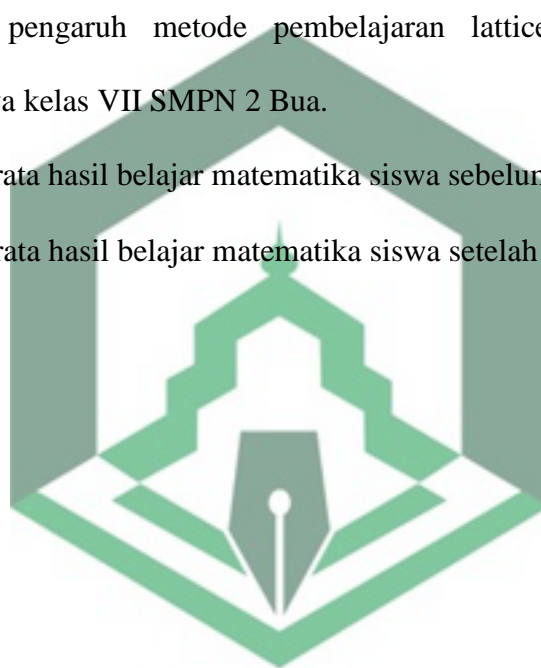 pengaruh metode pembelajaran lattice
kelas VII SMPN 2 Bua.
rata hasil belajar matematika siswa
rata hasil belajar matematika siswa setelah